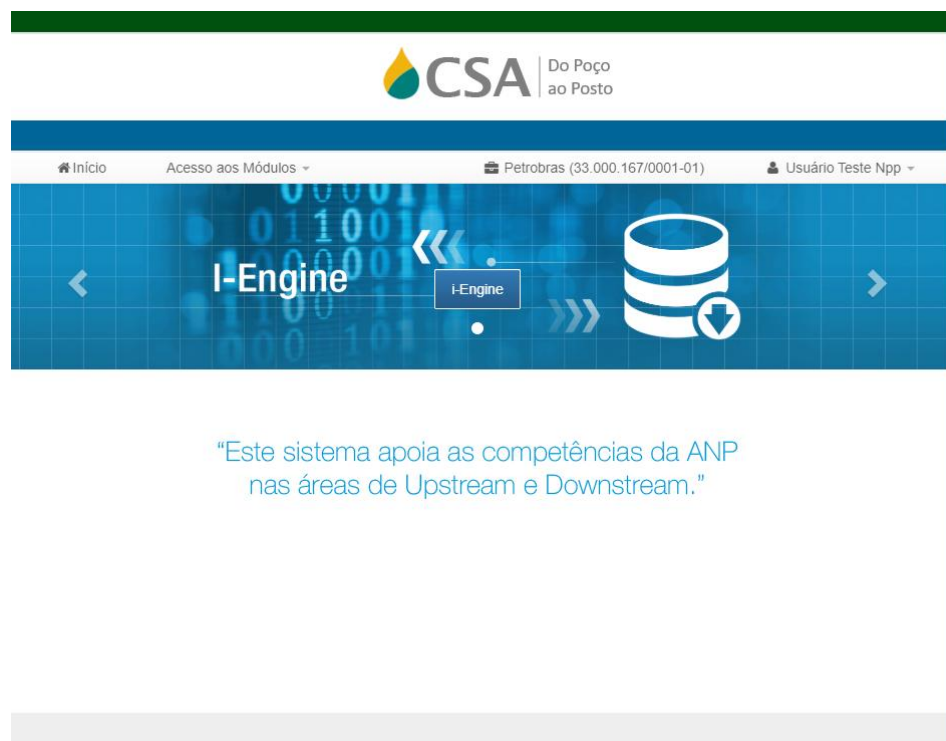 CSA
Do Poço
ao Posto
Início Acesso aos Módulos Petrobras (33.000.167/0001-01) Usuário Teste Npp
I-Engine
i-Engine
“Este sistema apoia as competências da ANP
nas áreas de Upstream e Downstream.”